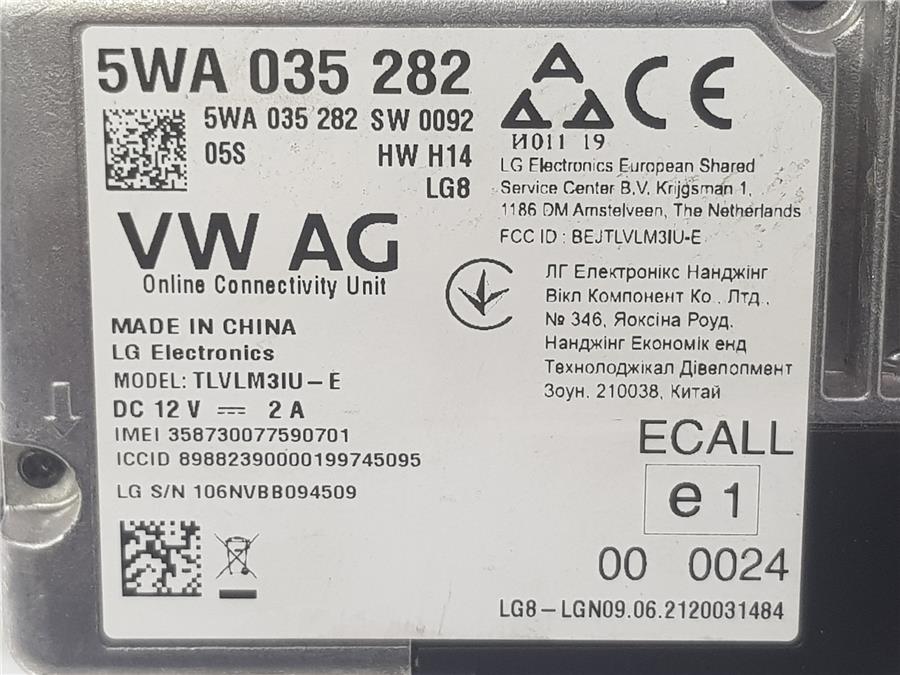 5WA 035 282
5WA 035 282 SW 0092
05S HW H14
LG8
VW AG
Online Connectivity Unit
MADE IN CHINA
LG Electronics
MODEL: TLVLM3IU-E
DC 12 V ⎓ 2 A
IMEI 358730077590701
ICCID 89882390000199745095
LG S/N 106NVBB094509
AAA CE
И011 19
LG Electronics European Shared
Service Center B.V, Krijgsman 1,
1186 DM Amstelveen, The Netherlands
FCC ID : BEJTLVLM3IU-E
ЛГ Електронікс Нанджінг
Вікл Компонент Ко., Лтд.,
№ 346, Яоксіна Роуд,
Нанджінг Економік енд
Технолоджікал Дівелопмент
Зоун. 210038, Китай
ECALL
e1
00 0024
LG8-LGN09.06.2120031484